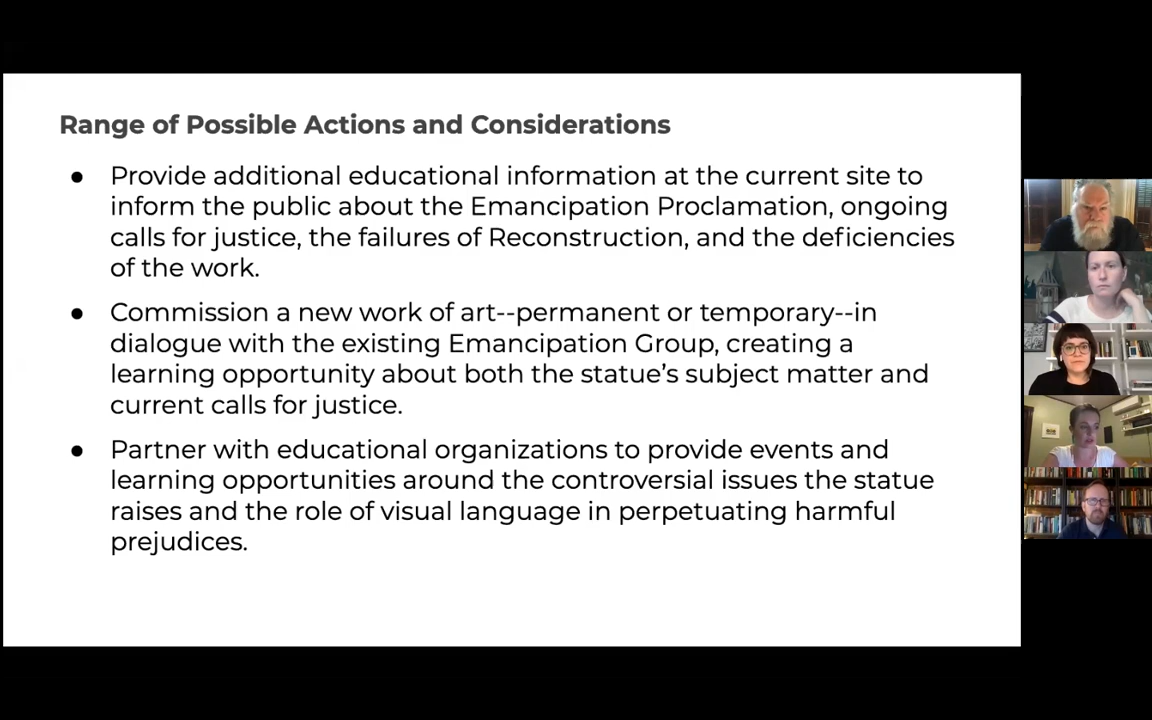 Range of Possible Actions and Considerations
● Provide additional educational information at the current site to
inform the public about the Emancipation Proclamation, ongoing
calls for justice, the failures of Reconstruction, and the deficiencies
of the work.
● Commission a new work of art--permanent or temporary--in
dialogue with the existing Emancipation Group, creating a
learning opportunity about both the statue's subject matter and
current calls for justice.
● Partner with educational organizations to provide events and
learning opportunities around the controversial issues the statue
raises and the role of visual language in perpetuating harmful
prejudices.